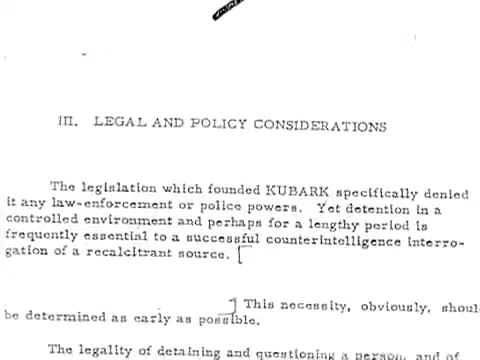 III. LEGAL AND POLICY CONSIDERATIONS
The legislation which founded KUBARK specifically denied
it any law-enforcement or police powers. Yet detention in a
controlled environment and perhaps for a lengthy period is
frequently essential to a successful counterintelligence interro-
gation of a recalcitrant source. [
] This necessity, obviously, shoul
be determined as early as possible.
The legality of detaining and questioning a person, and of